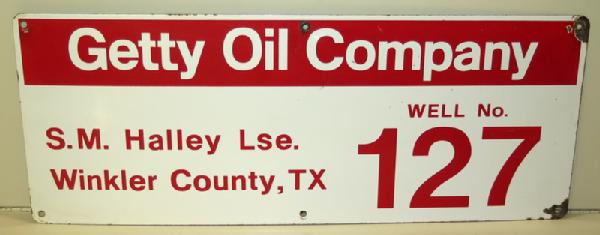 Getty Oil Company
S.M. Halley Lse.
Winkler County, TX
WELL No.
127